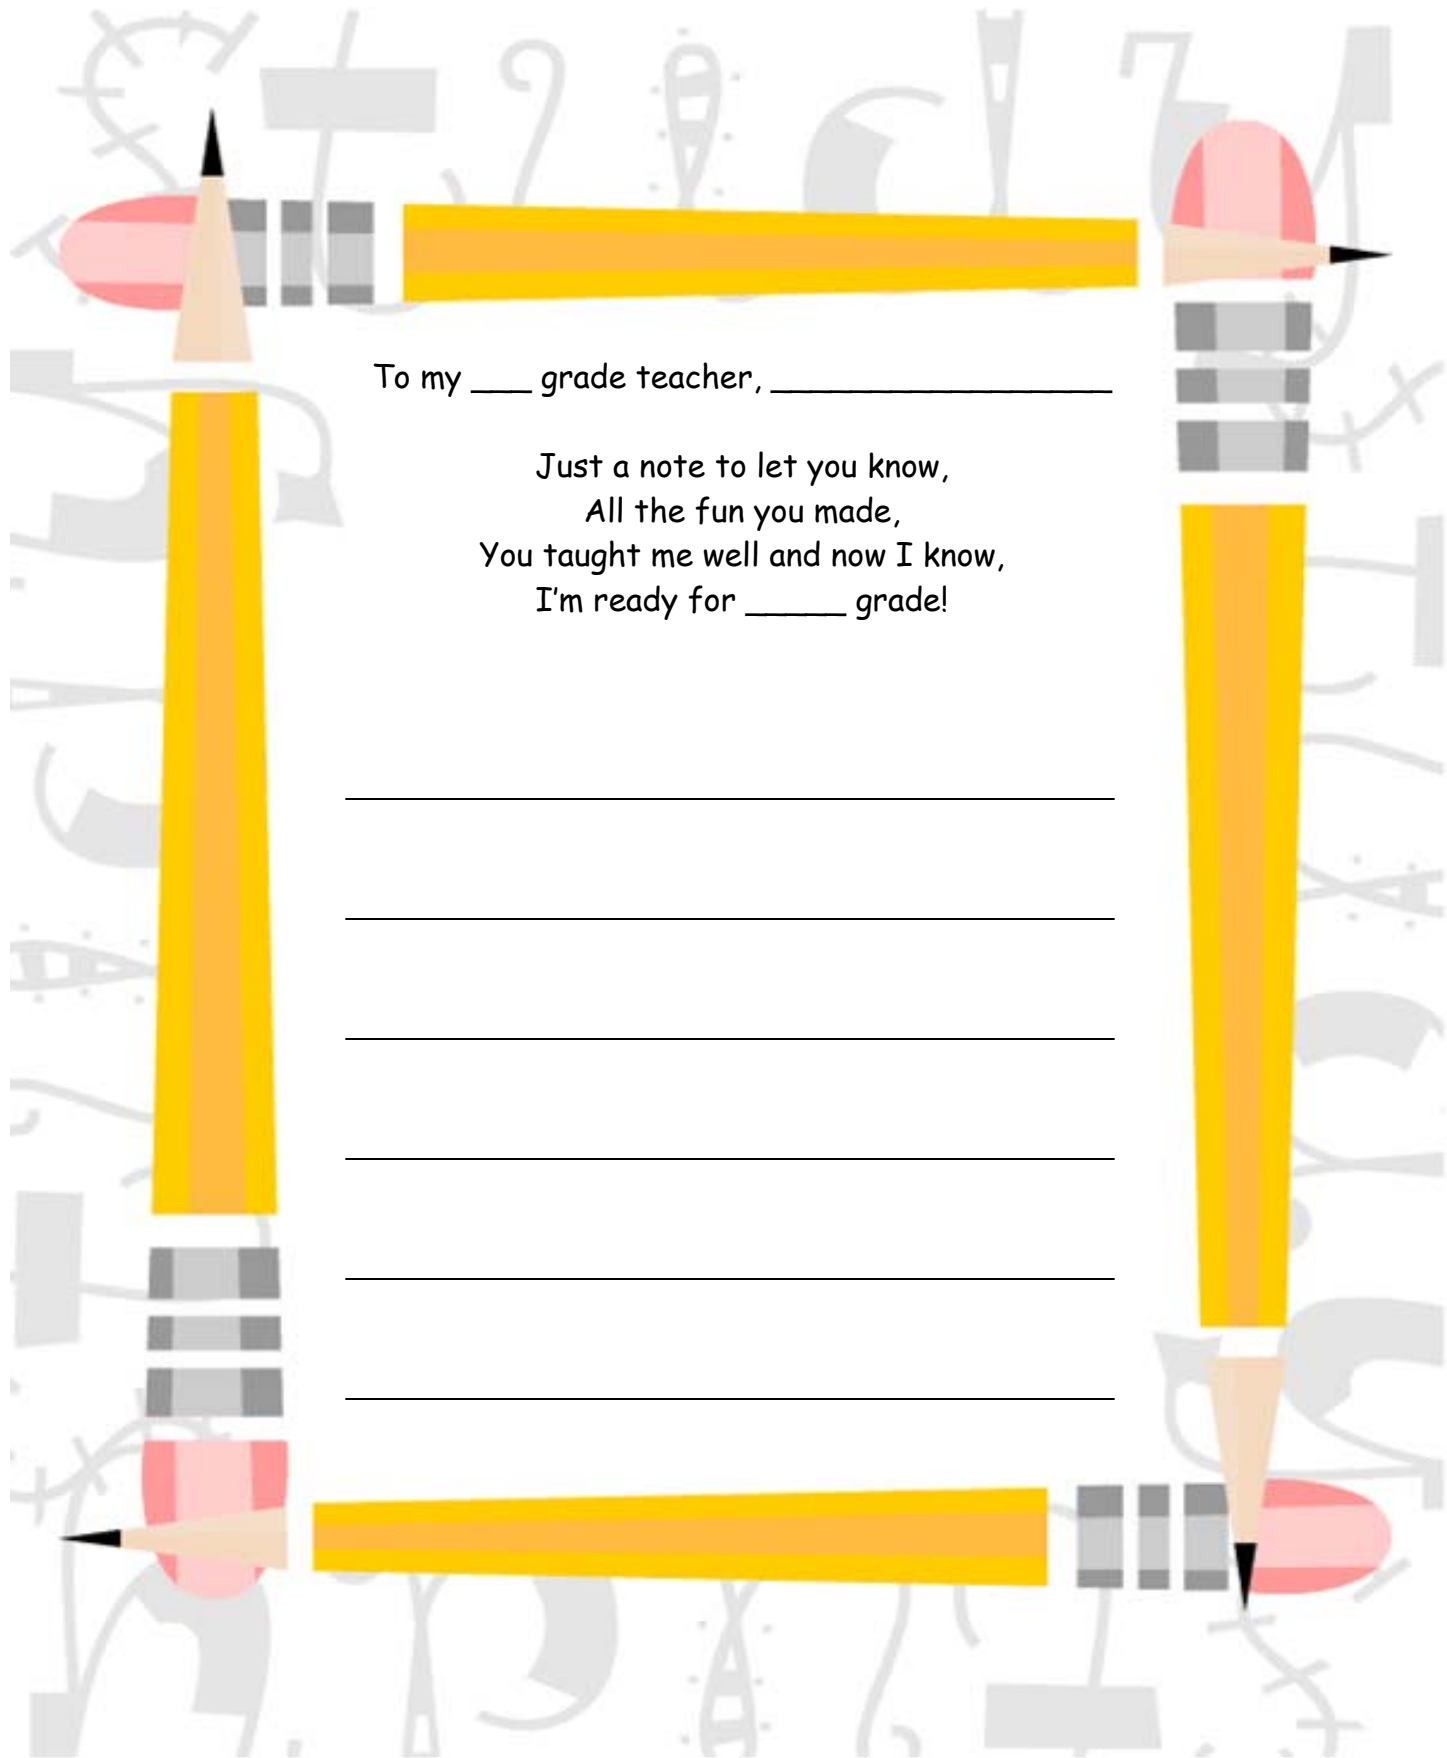 To my ___ grade teacher, _________________
Just a note to let you know,
All the fun you made,
You taught me well and now I know,
I’m ready for _____ grade!